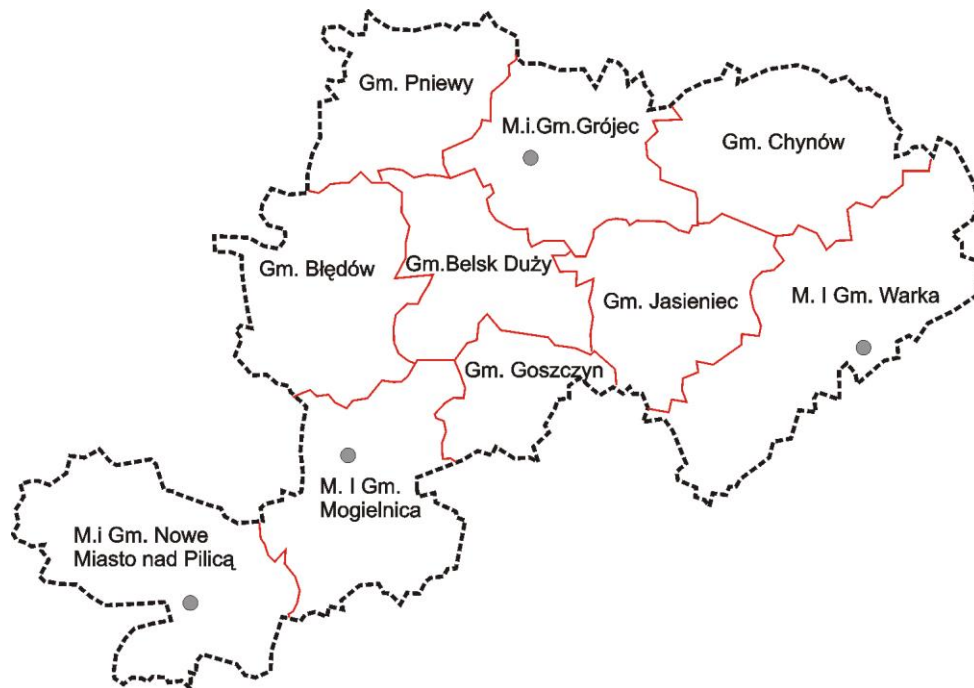 Gm. Pniewy
M.i.Gm.Grójec
Gm. Chynów
Gm. Błędów
Gm.Belsk Duży
Gm. Jasieniec
M. I Gm. Warka
Gm. Goszczyn
M. I Gm.
Mogielnica
M.i Gm. Nowe
Miasto nad Pilicą